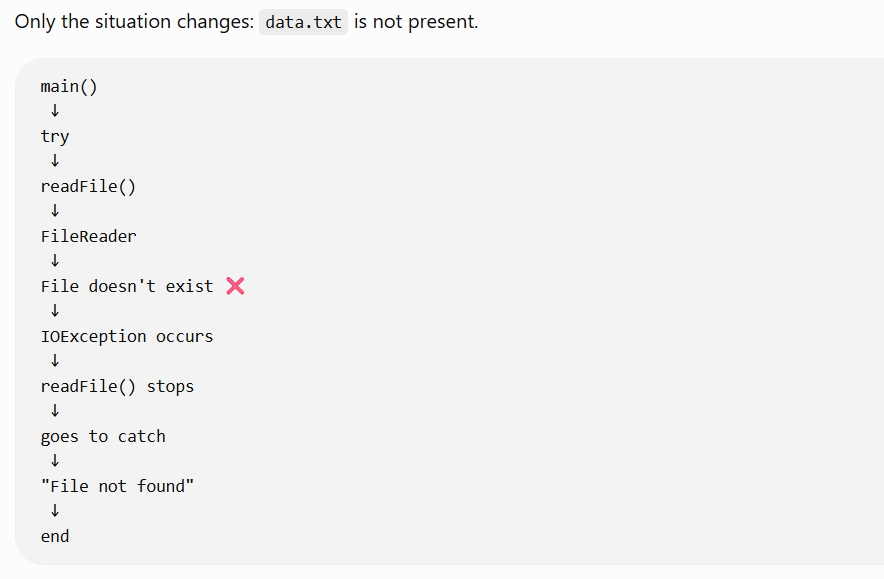 Only the situation changes: data.txt is not present.
main()
↓
try
↓
readFile()
↓
FileReader
↓
File doesn't exist ❌
↓
IOException occurs
↓
readFile() stops
↓
goes to catch
↓
"File not found"
↓
end